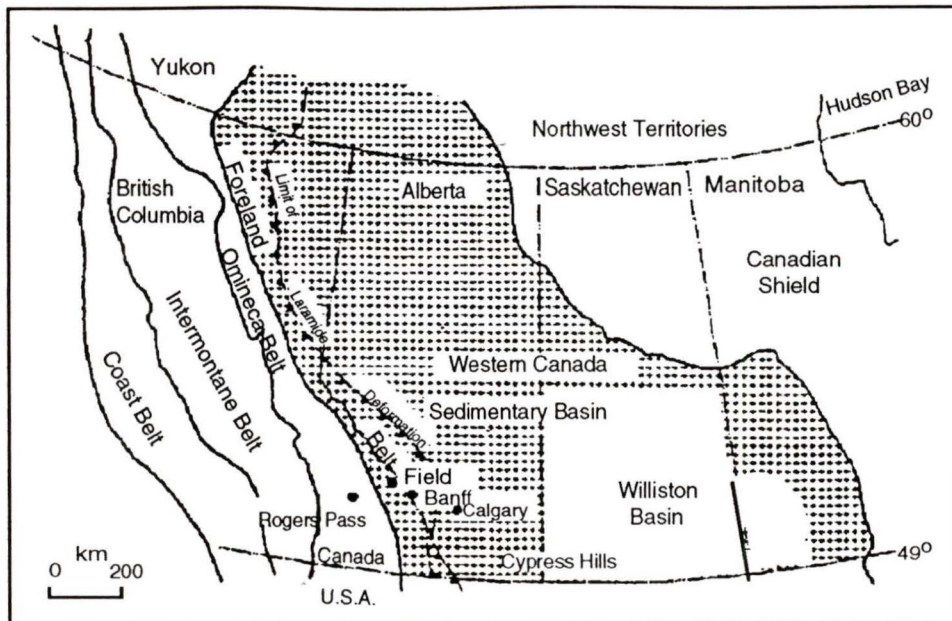 Yukon
Hudson Bay
60°
Northwest Territories
British
Columbia
Foreland
Limit of
Alberta
Saskatchewan
Manitoba
Canadian
Shield
Omineca Belt
Intermontane Belt
Laramide
Coast Belt
Western Canada
Deformation
Sedimentary Basin
Belt
Field
Banff
Calgary
Williston
Basin
Rogers Pass
km
0 200
Canada
Cypress Hills
49°
U.S.A.